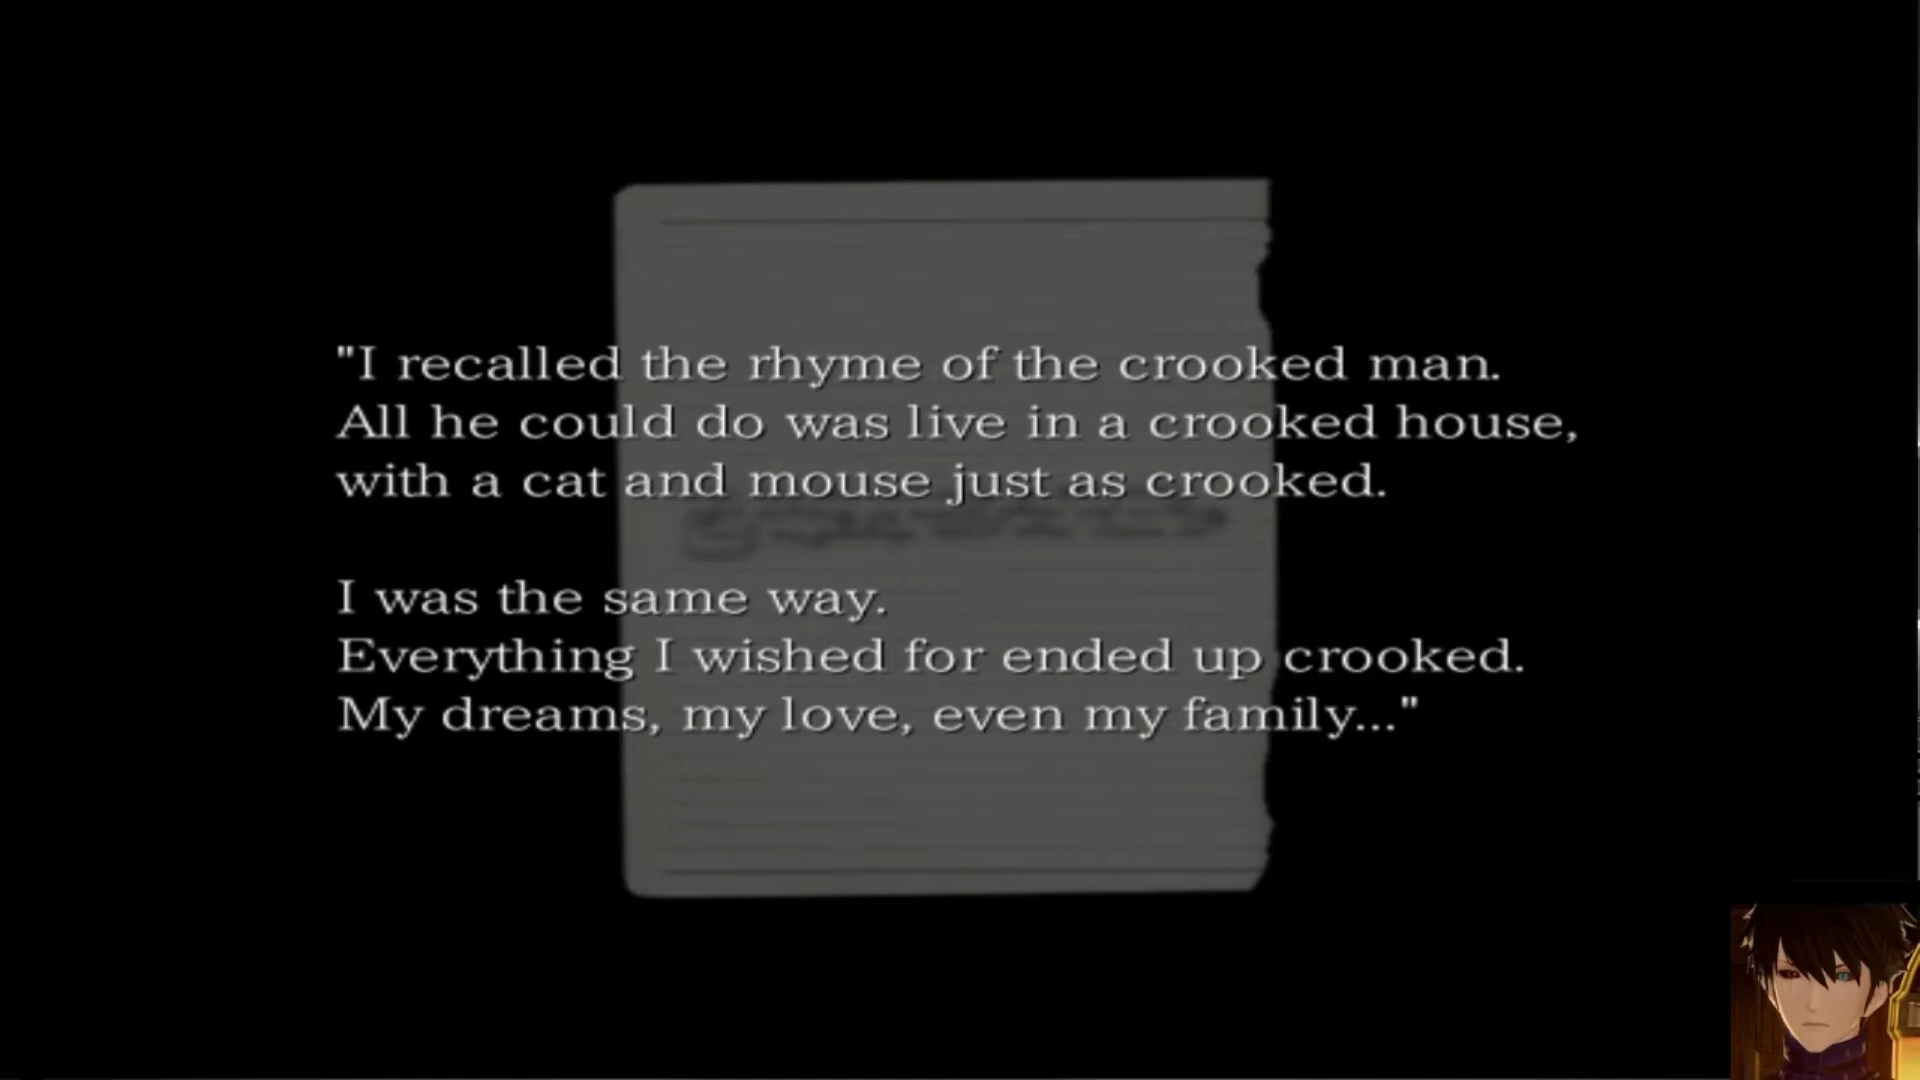 "I recalled the rhyme of the crooked man.
All he could do was live in a crooked house,
with a cat and mouse just as crooked.
I was the same way.
Everything I wished for ended up crooked.
My dreams, my love, even my family..."